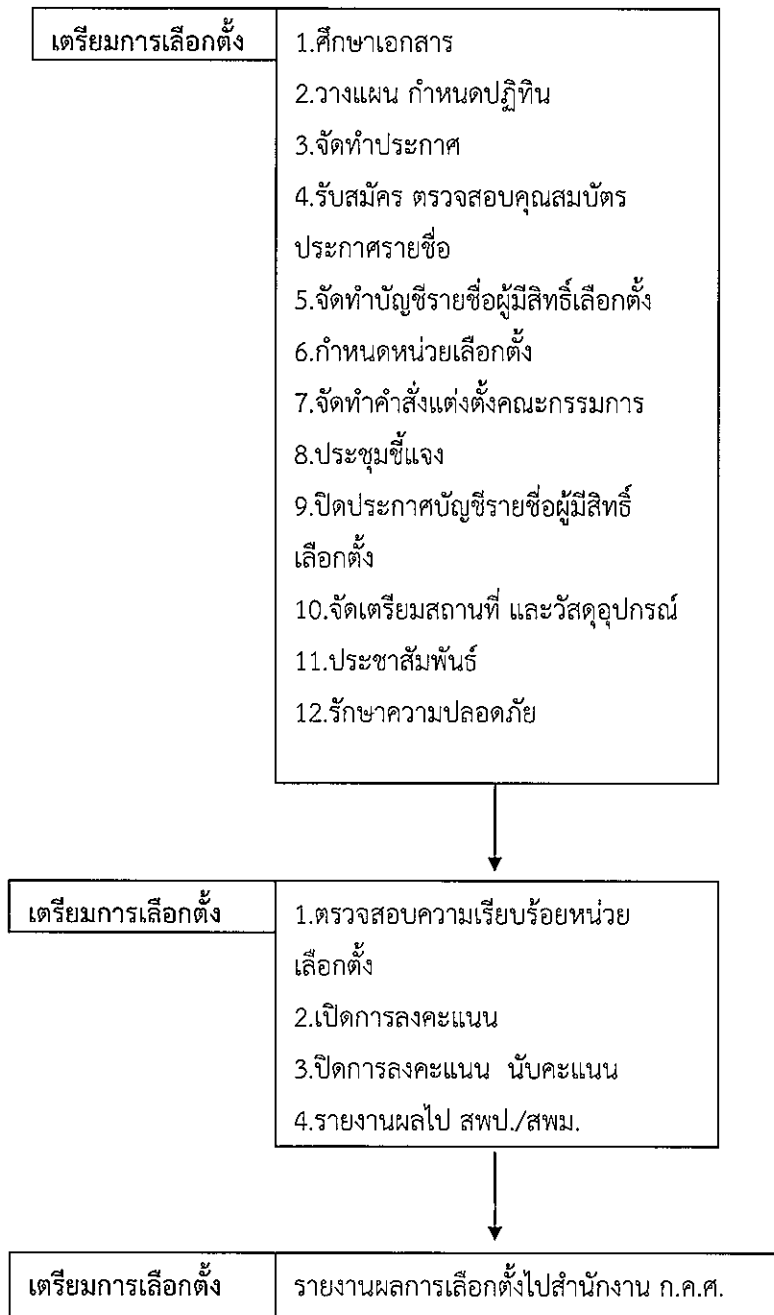 เตรียมการเลือกตั้ง
1.ศึกษาเอกสาร
2.วางแผน กำหนดปฏิทิน
3.จัดทำประกาศ
4.รับสมัคร ตรวจสอบคุณสมบัตร
ประกาศรายชื่อ
5.จัดทำบัญชีรายชื่อผู้มีสิทธิ์เลือกตั้ง
6.กำหนดหน่วยเลือกตั้ง
7.จัดทำคำสั่งแต่งตั้งคณะกรรมการ
8.ประชุมชี้แจง
9.ปิดประกาศบัญชีรายชื่อผู้มีสิทธิ์
เลือกตั้ง
10.จัดเตรียมสถานที่ และวัสดุอุปกรณ์
11.ประชาสัมพันธ์
12.รักษาความปลอดภัย
เตรียมการเลือกตั้ง
1.ตรวจสอบความเรียบร้อยหน่วย
เลือกตั้ง
2.เปิดการลงคะแนน
3.ปิดการลงคะแนน นับคะแนน
4.รายงานผลไป สพป./สพม.
เตรียมการเลือกตั้ง
รายงานผลการเลือกตั้งไปสำนักงาน ก.ค.ศ.